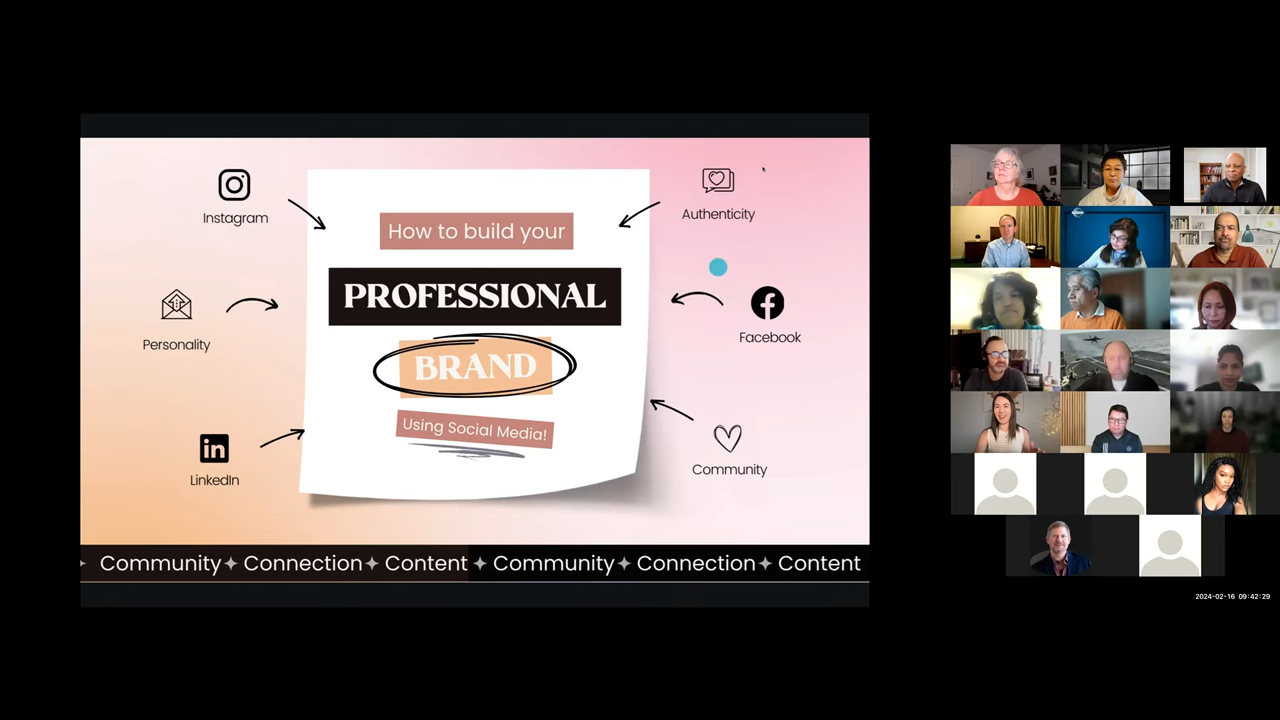 Instagram
Authenticity
How to build your
PROFESSIONAL
Personality
Facebook
BRAND
Using Social Media!
LinkedIn
Community
Community✦ Connection✦ Content ✦ Community✦ Connection✦ Content
2024-02-16 09:42:29